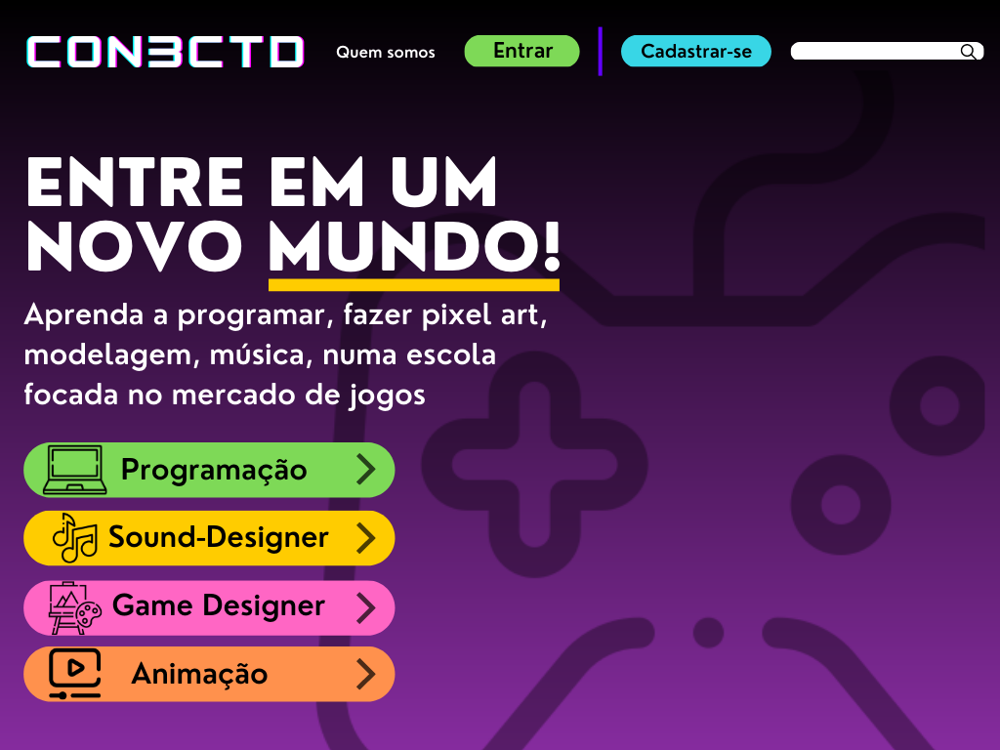 CON3CTD
Quem somos
Entrar
Cadastrar-se
ENTRE EM UM
NOVO MUNDO!
Aprenda a programar, fazer pixel art,
modelagem, música, numa escola
focada no mercado de jogos
Programação
Sound-Designer
Game Designer
Animação